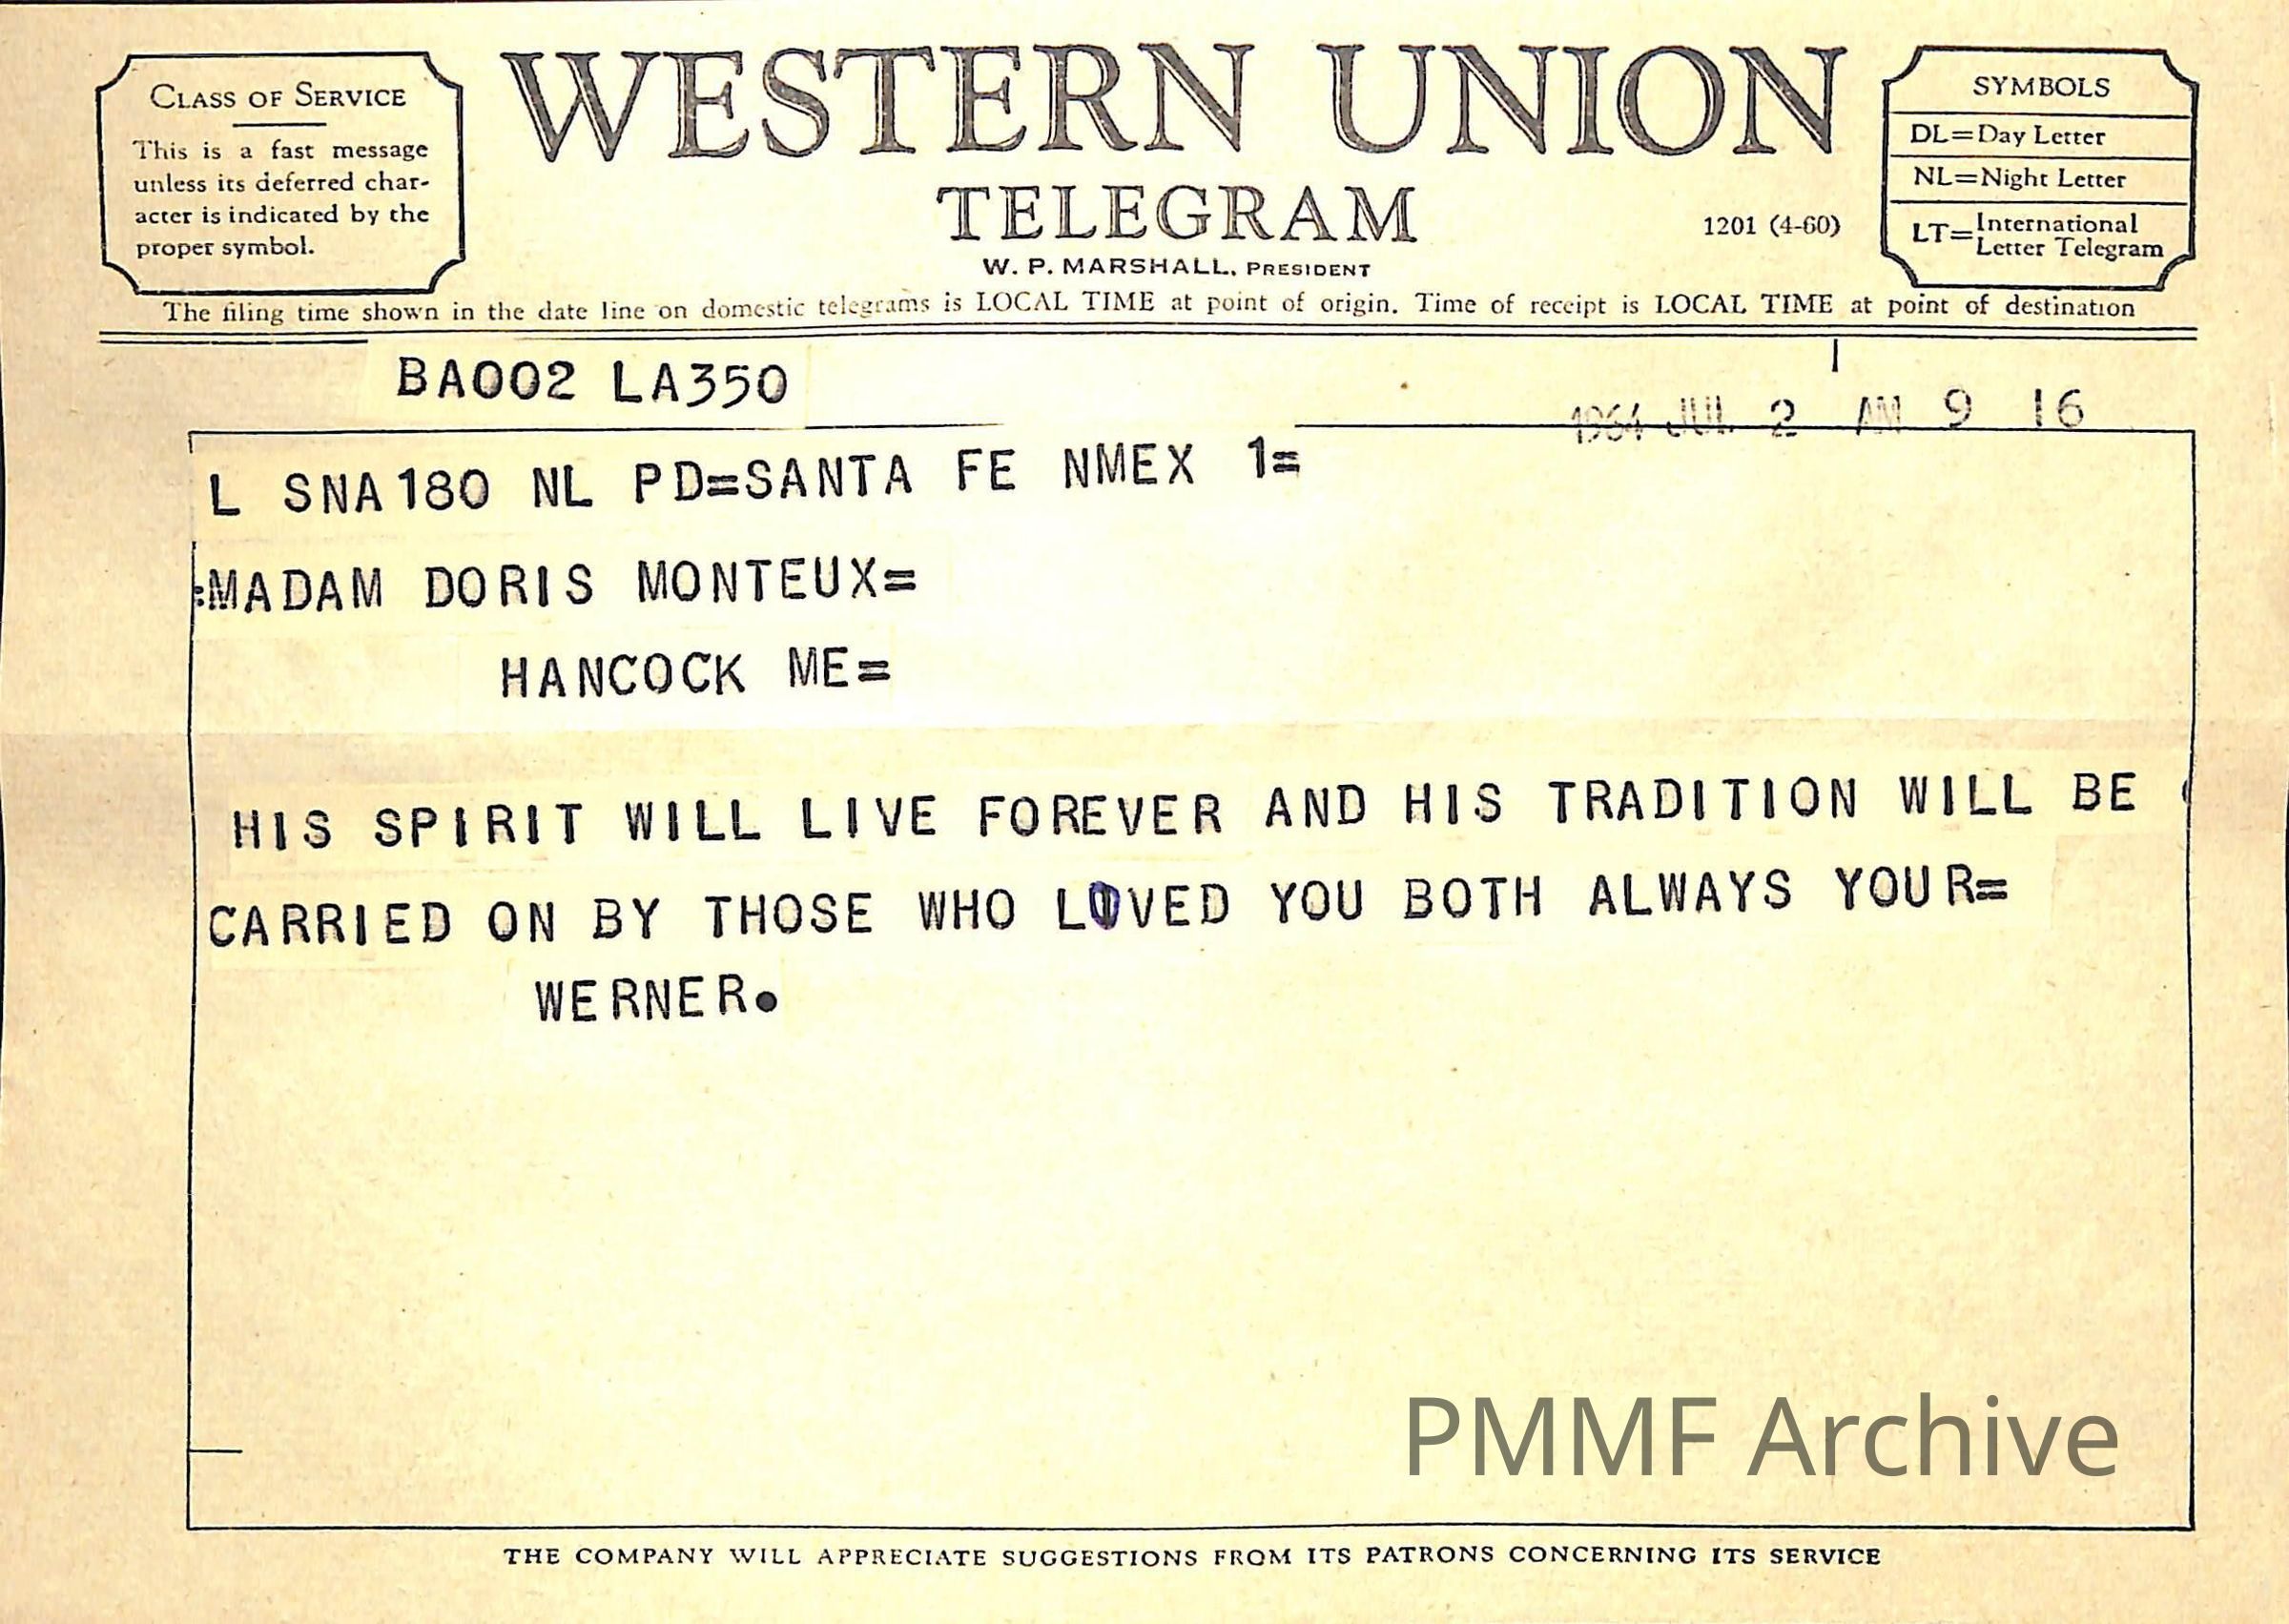 CLASS OF SERVICE
This is a fast message
unless its deferred char-
acter is indicated by the
proper symbol.
WESTERN UNION
TELEGRAM
W. P. MARSHALL, PRESIDENT
1201 (4-60)
SYMBOLS
DL=Day Letter
NL=Night Letter
LT=International
Letter Telegram
The filing time shown in the date line on domestic telegrams is LOCAL TIME at point of origin. Time of receipt is LOCAL TIME at point of destination
BA002 LA350
1964 JUL 2 AM 9 16
L SNA180 NL PD=SANTA FE NMEX 1=
:MADAM DORIS MONTEUX=
HANCOCK ME=
HIS SPIRIT WILL LIVE FOREVER AND HIS TRADITION WILL BE
CARRIED ON BY THOSE WHO LOVED YOU BOTH ALWAYS YOUR=
WERNER.
PMMF Archive
THE COMPANY WILL APPRECIATE SUGGESTIONS FROM ITS PATRONS CONCERNING ITS SERVICE